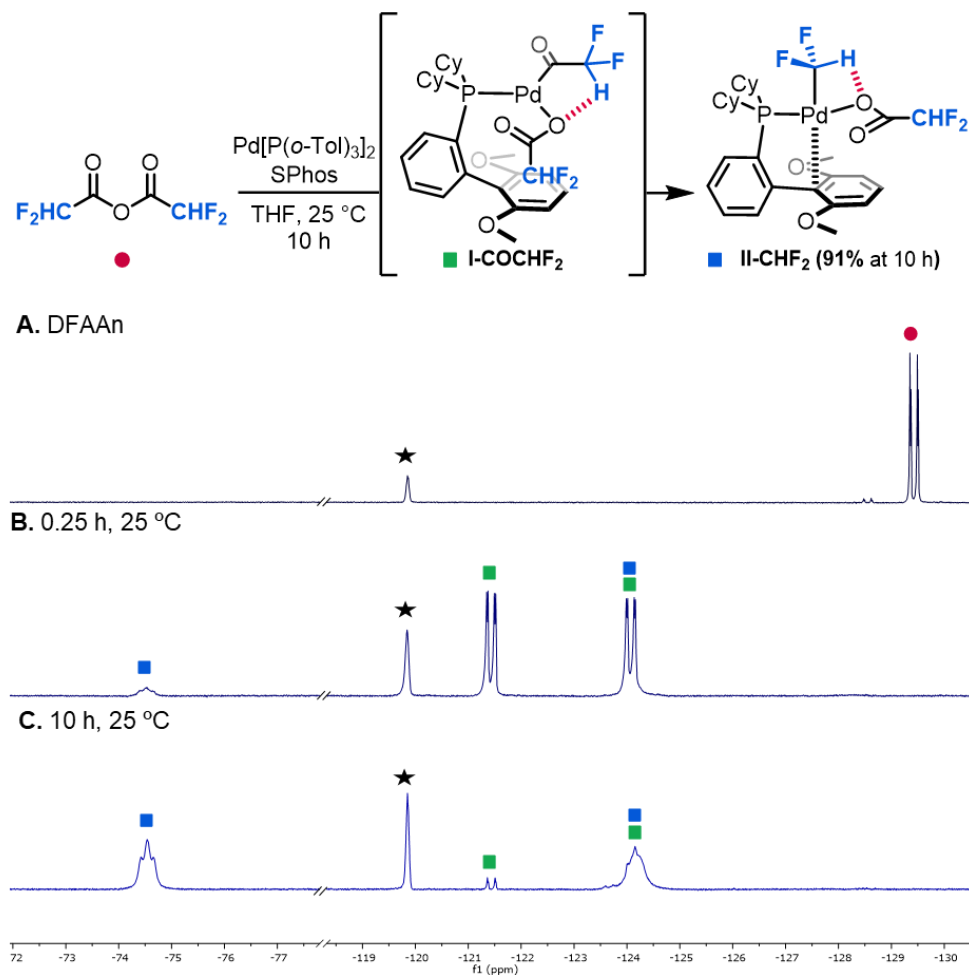 O O
F₂HC O CHF₂
Pd[P(o-Tol)₃]₂
SPhos
THF, 25 °C
10 h
Cy
Cy
P
Pd
O
F
F
H
O
O
CHF₂
O
O
I-COCHF₂
F
F
H
Cy
Cy
P
Pd
O
O
CHF₂
O
O
II-CHF₂ (91% at 10 h)
A. DFAAn
B. 0.25 h, 25 °C
C. 10 h, 25 °C
72 -73 -74 -75 -76 -77 -119 -120 -121 -122 -123 -124 -125 -126 -127 -128 -129 -130
f1 (ppm)